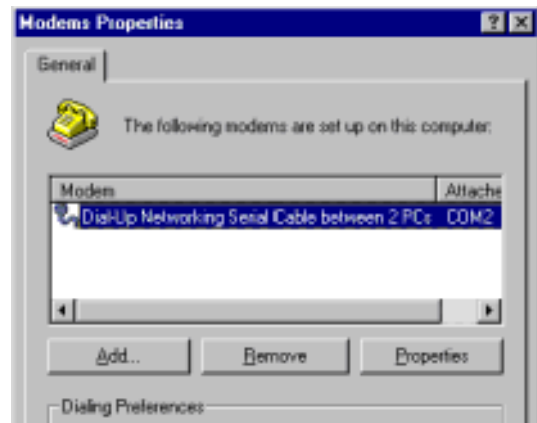 Modems Properties
General
The following modems are set up on this computer:
Modem Attache
Dial-Up Networking Serial Cable between 2 PCs COM2
Add... Remove Properties
Dialing Preferences